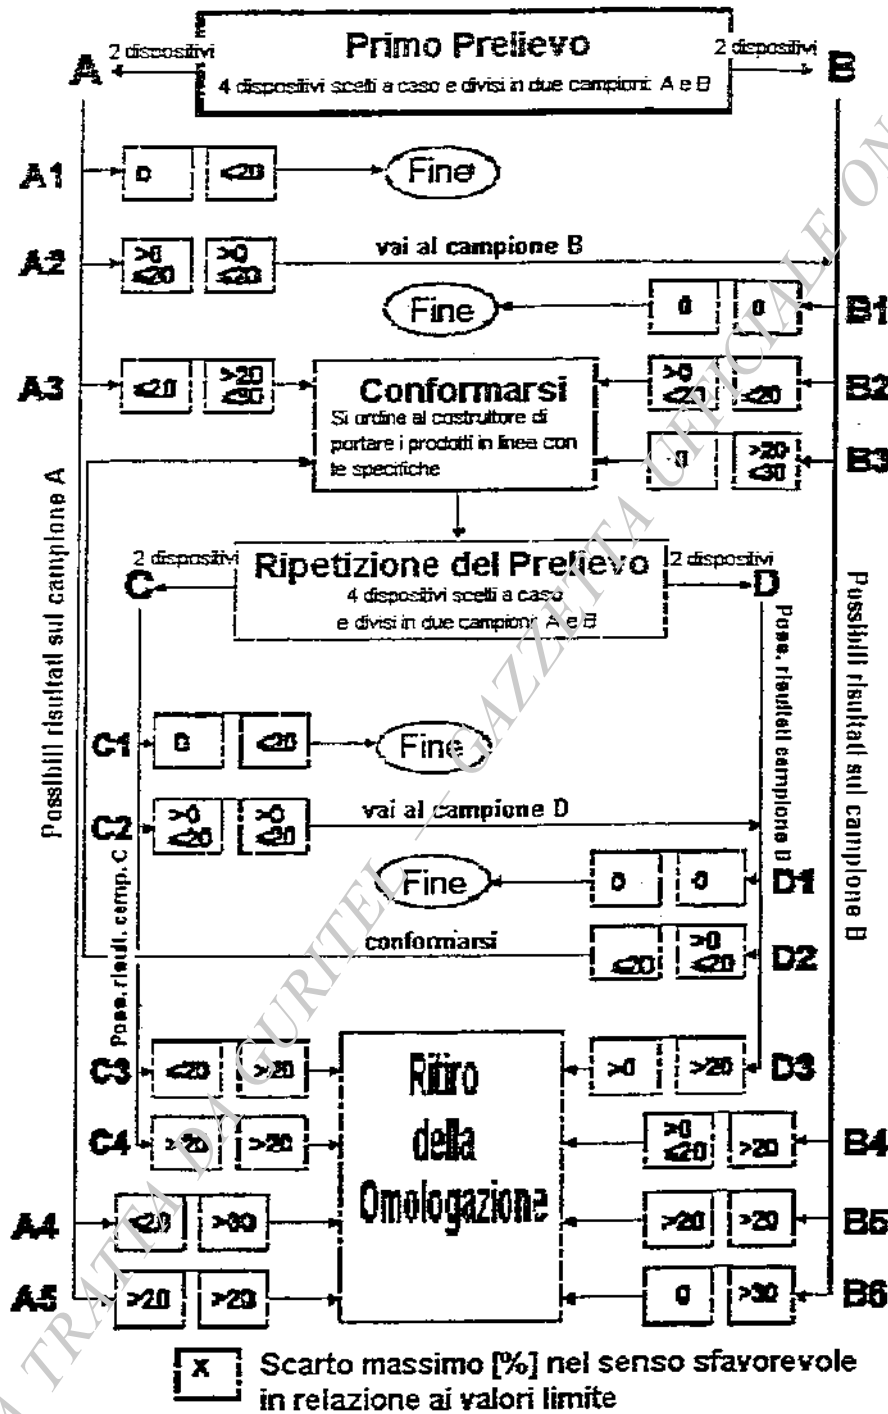 Primo Prelievo
4 dispositivi scelti a caso e divisi in due campioni: A e B
2 dispositivi
2 dispositivi
A
B
A1
0
≤20
Fine
A2
>0
≤20
>0
≤20
vai al campione B
Fine
0
0
B1
A3
≤20
>20
≤30
Conformarsi
Si ordine al costruttore di
portare i prodotti in linea con
le specifiche
>0
≤20
≤20
B2
0
>20
≤30
B3
Possibili risultati sul campione A
Possibili risultati sul campione B
2 dispositivi
2 dispositivi
C
D
Ripetizione del Prelievo
4 dispositivi scelti a caso
e divisi in due campioni: A e B
Poss. risult. camp. C
Poss. risultati campione D
C1
0
≤20
Fine
C2
>0
≤20
>0
≤20
vai al campione D
Fine
0
0
D1
conformarsi
≤20
>0
≤20
D2
C3
≤20
>20
Ritiro
della
Omologazione
>0
>20
D3
C4
>20
>20
>0
≤20
>20
B4
A4
≤20
>30
>20
>20
B5
A5
>20
>20
0
>30
B6
X
Scarto massimo [%] nel senso sfavorevole
in relazione ai valori limite
TRATTA DA GURITEL — GAZZETTA UFFICIALE ON